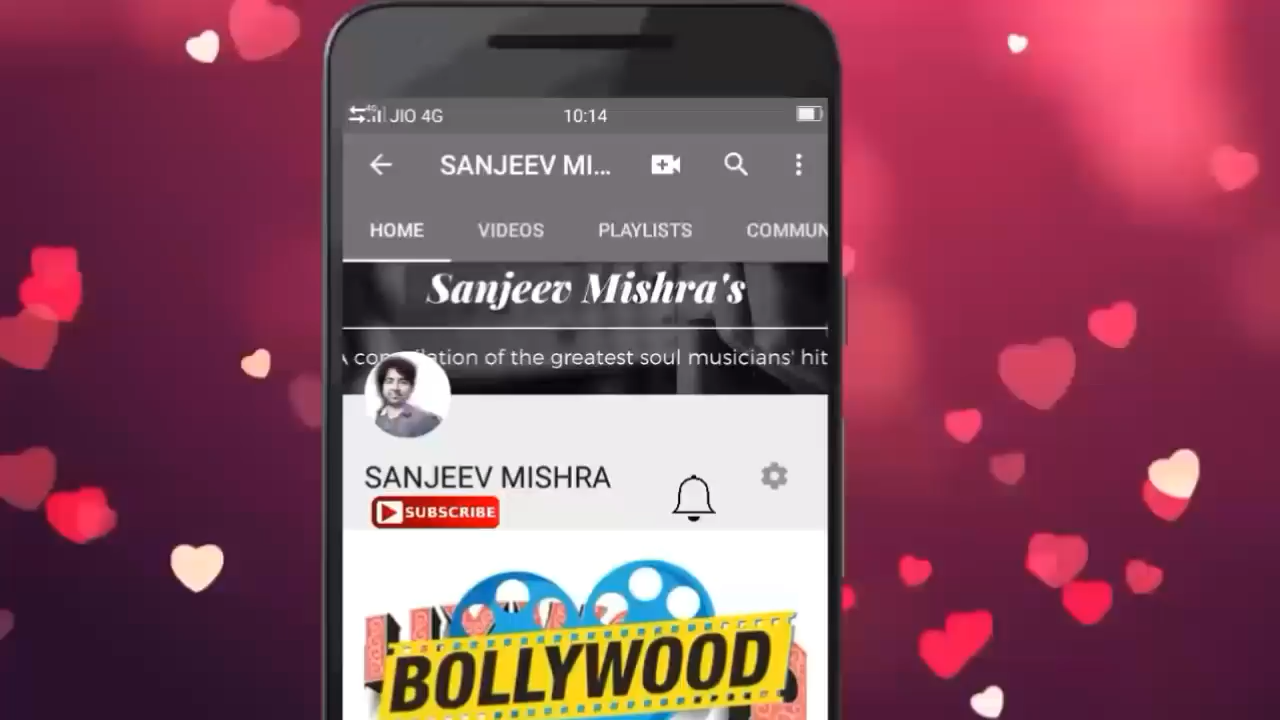 JIO 4G 10:14
SANJEEV MI...
HOME VIDEOS PLAYLISTS COMMUN
Sanjeev Mishra's
of the greatest soul musicians' hit
SANJEEV MISHRA
SUBSCRIBE
BOLLYWOOD